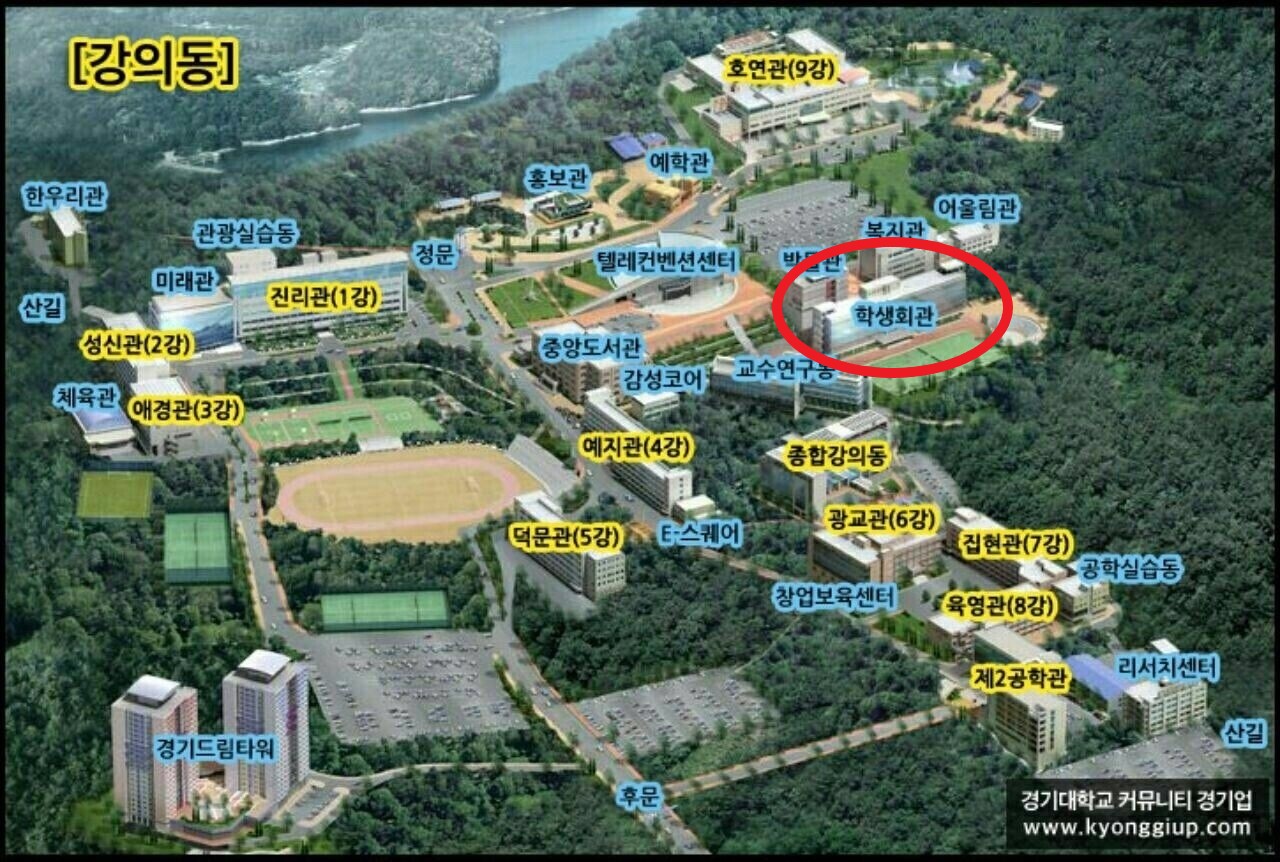 [강의동]
호연관(9강)
예학관
홍보관
한우리관
어울림관
복지관
관광실습동
정문
텔레컨벤션센터
박물관
미래관
진리관(1강)
산길
학생회관
성신관(2강)
중앙도서관
교수연구동
감성코어
체육관
애경관(3강)
예지관(4강)
종합강의동
광교관(6강)
덕문관(5강)
E-스퀘어
집현관(7강)
공학실습동
창업보육센터
육영관(8강)
리서치센터
제2공학관
산길
경기드림타워
후문
경기대학교 커뮤니티 경기업
www.kyonggiup.com